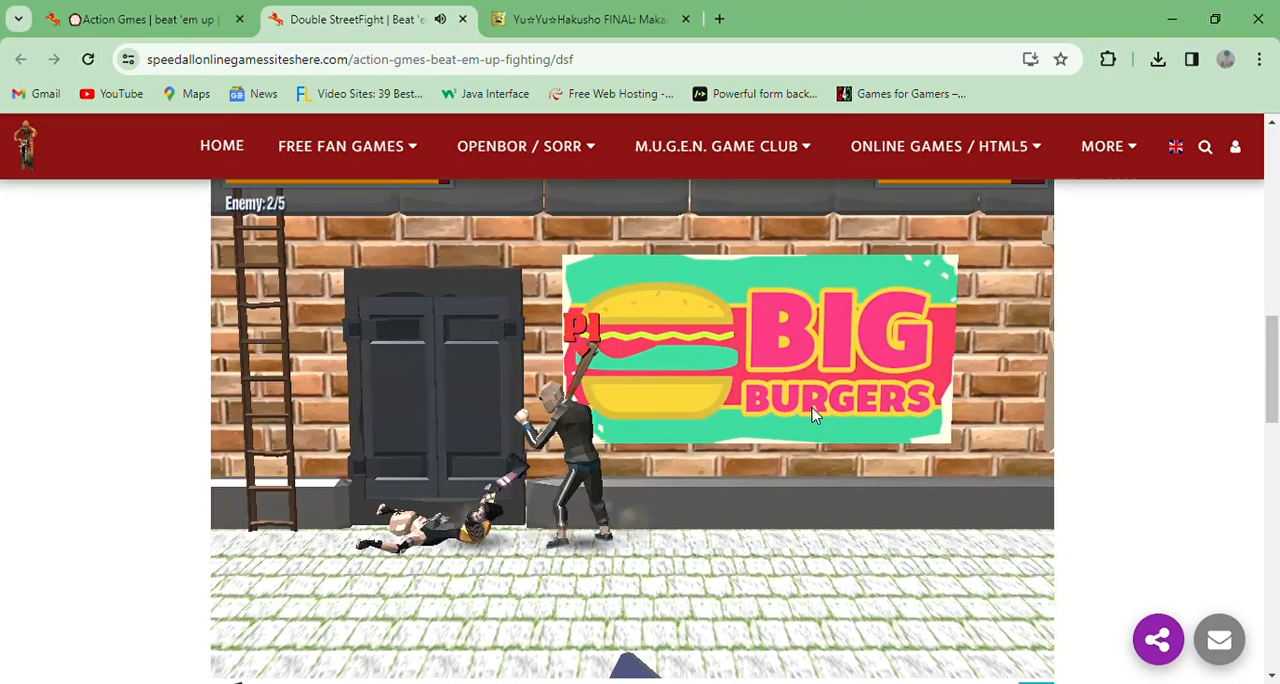 Action Gmes | beat 'em up |
Double StreetFight | Beat 'e
Yu☆Yu☆Hakusho FINAL: Maka
speedallonlinegamessiteshere.com/action-gmes-beat-em-up-fighting/dsf
Gmail
YouTube
Maps
News
Video Sites: 39 Best...
Java Interface
Free Web Hosting -...
Powerful form back...
Games for Gamers –...
HOME
FREE FAN GAMES
OPENBOR / SORR
M.U.G.E.N. GAME CLUB
ONLINE GAMES / HTML5
MORE
Enemy:2/5
P1
BIG
BURGERS